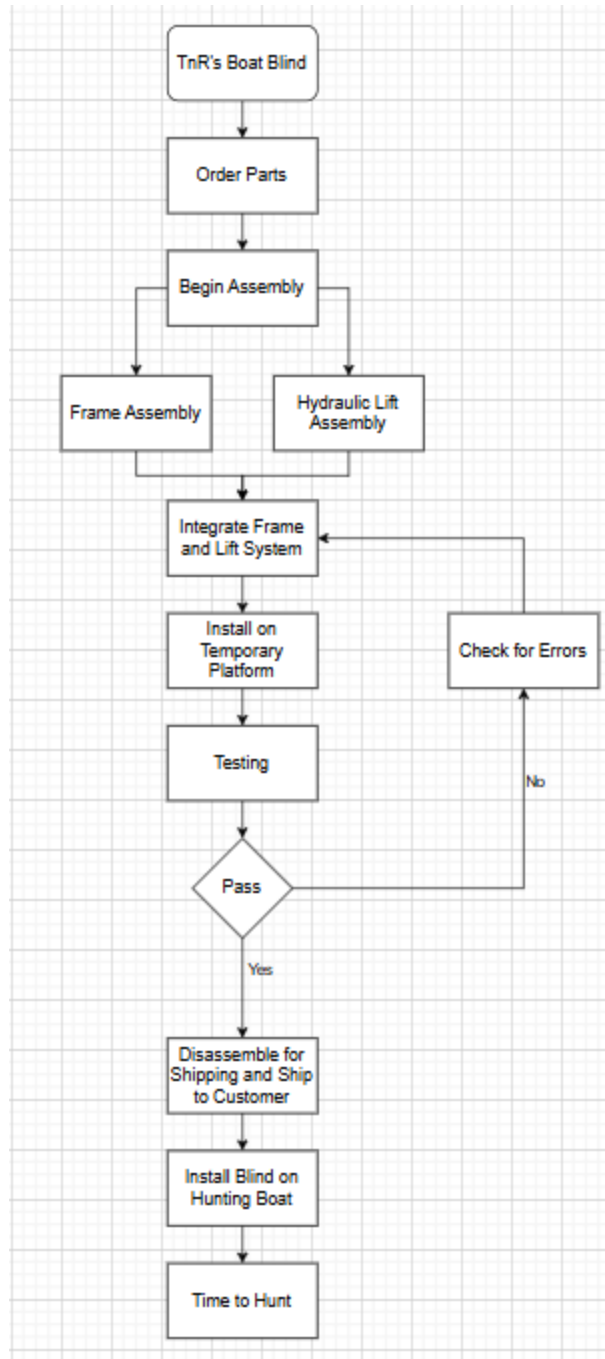 TnR's Boat Blind
Order Parts
Begin Assembly
Frame Assembly
Hydraulic Lift
Assembly
Integrate Frame
and Lift System
Install on
Temporary
Platform
Check for Errors
Testing
No
Pass
Yes
Disassemble for
Shipping and Ship
to Customer
Install Blind on
Hunting Boat
Time to Hunt